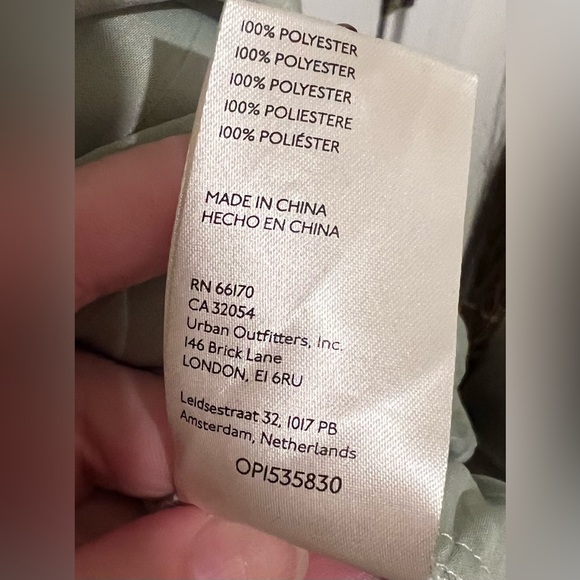 100% POLYESTER
100% POLYESTER
100% POLYESTER
100% POLIESTERE
100% POLIÉSTER
MADE IN CHINA
HECHO EN CHINA
RN 66170
CA 32054
Urban Outfitters, Inc.
146 Brick Lane
LONDON, E1 6RU
Leidsestraat 32, 1017 PB
Amsterdam, Netherlands
OP1535830